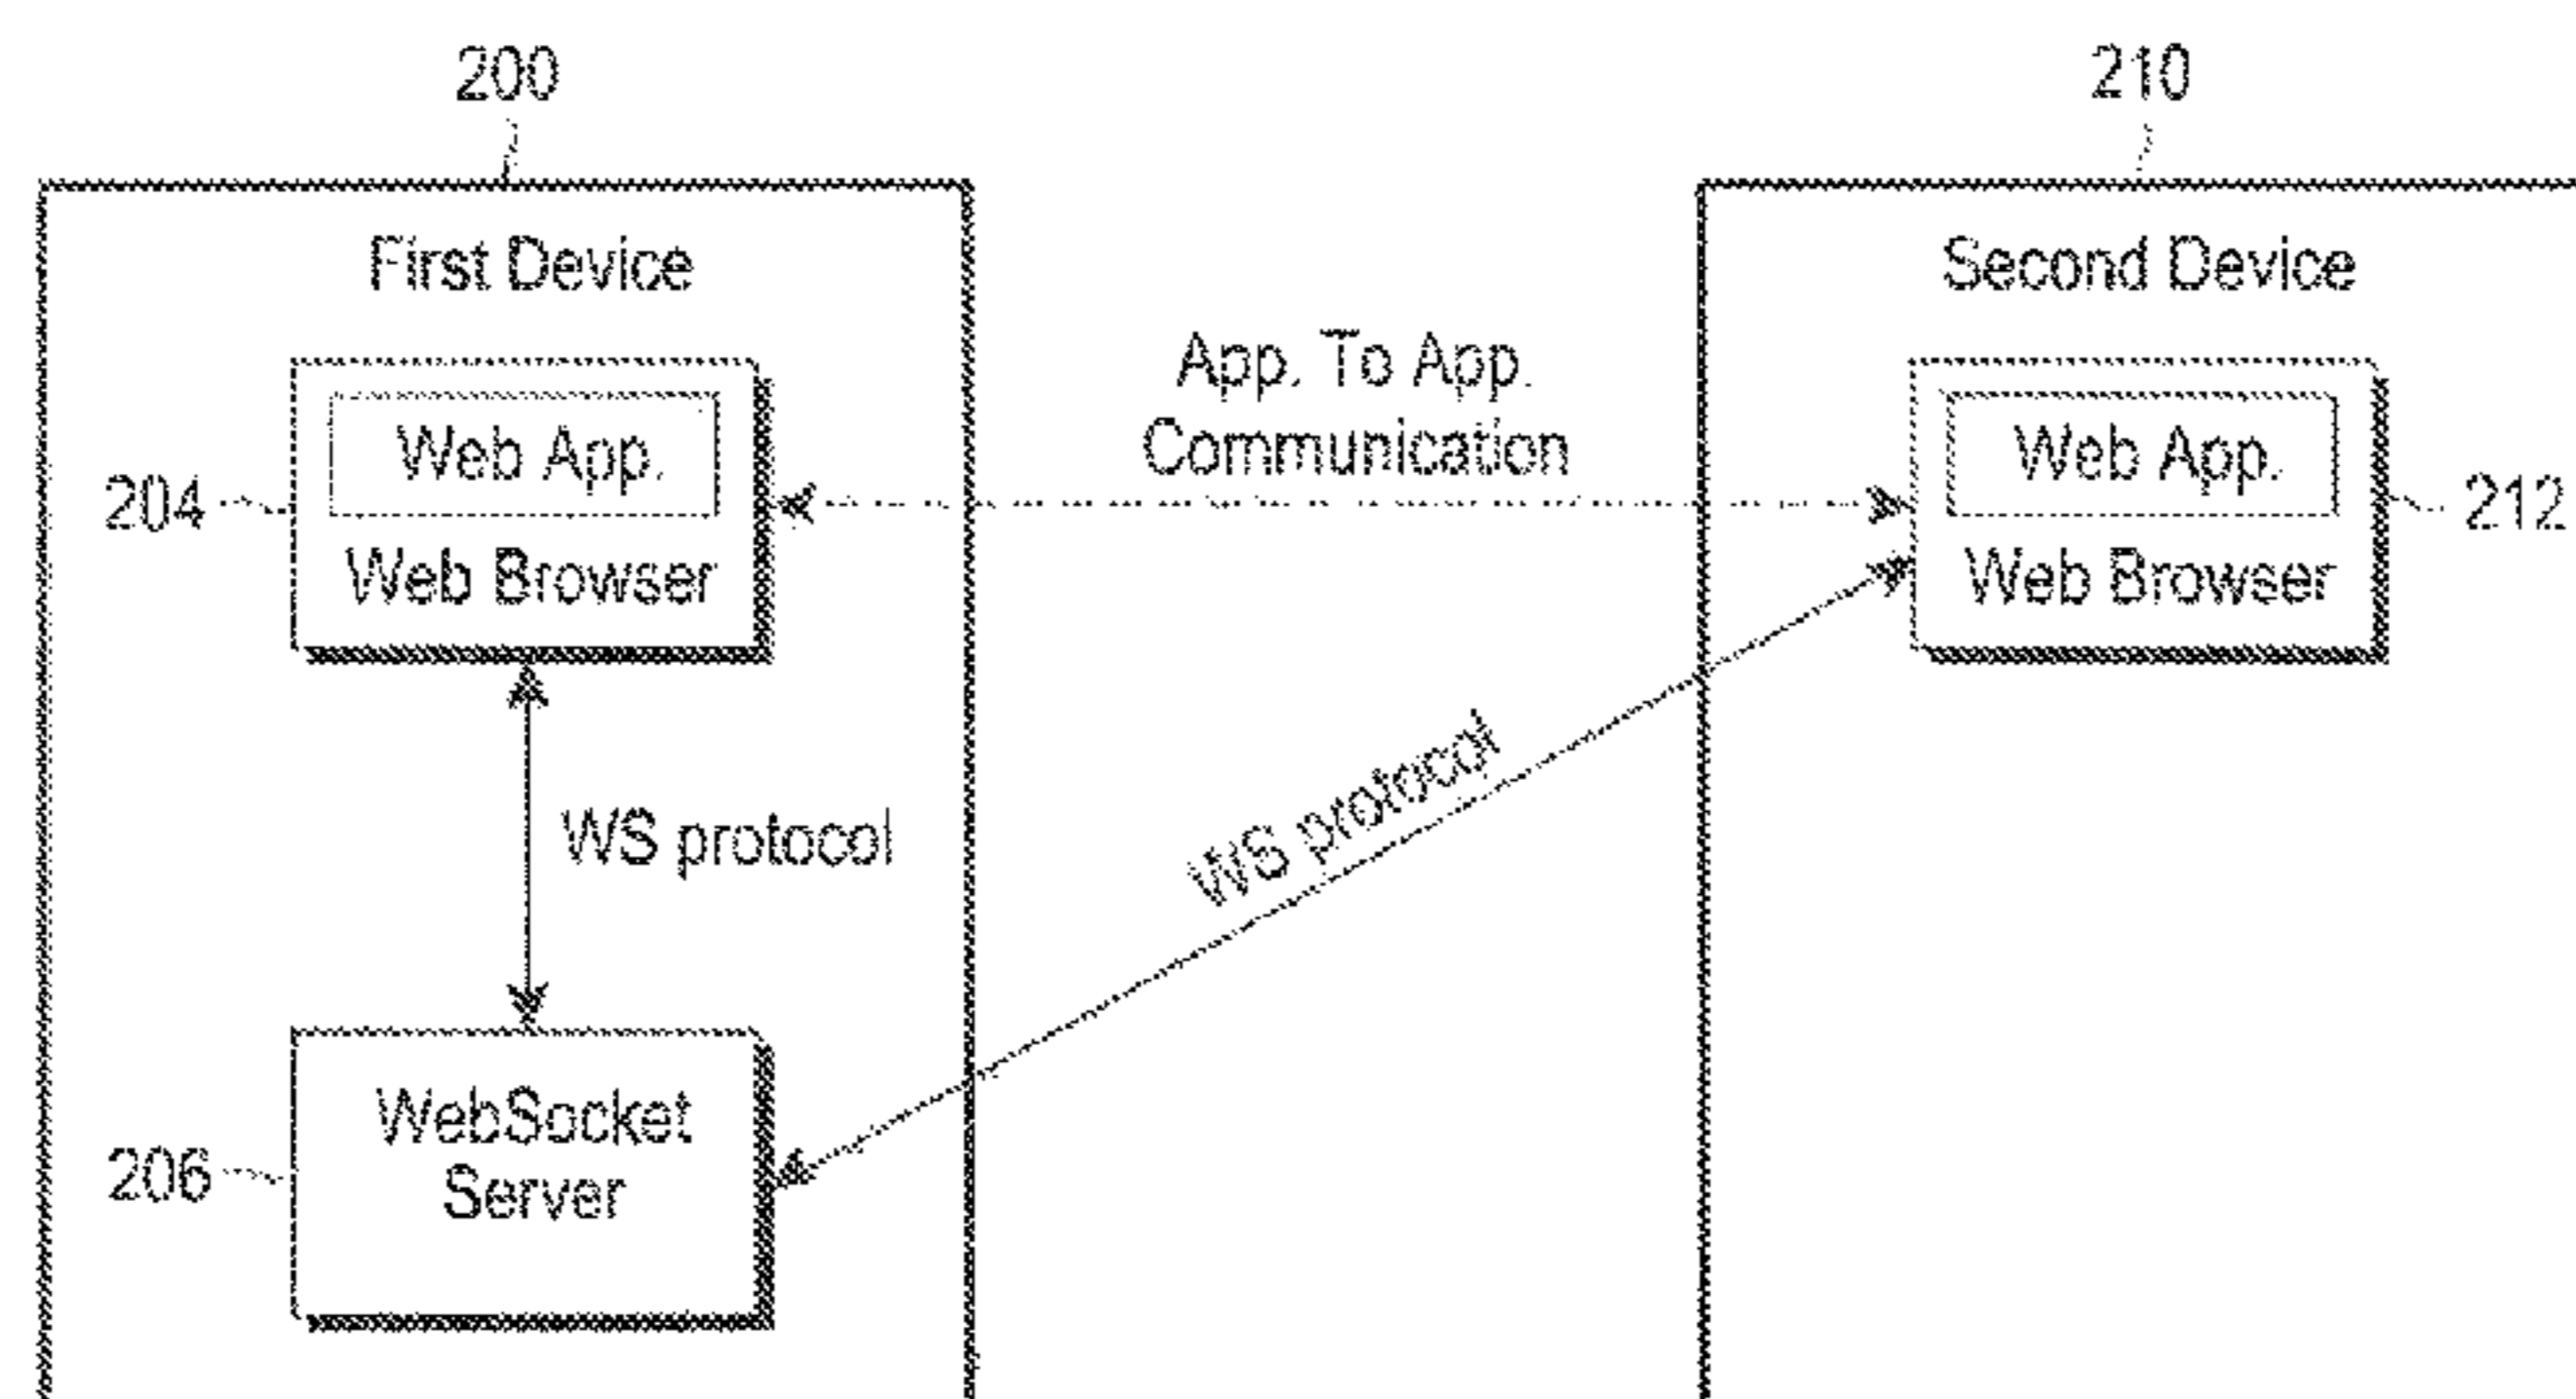 200
210
First Device
Second Device
App. To App.
Communication
Web App.
Web App.
204
212
Web Browser
Web Browser
WS protocol
WS protocol
WebSocket
Server
206